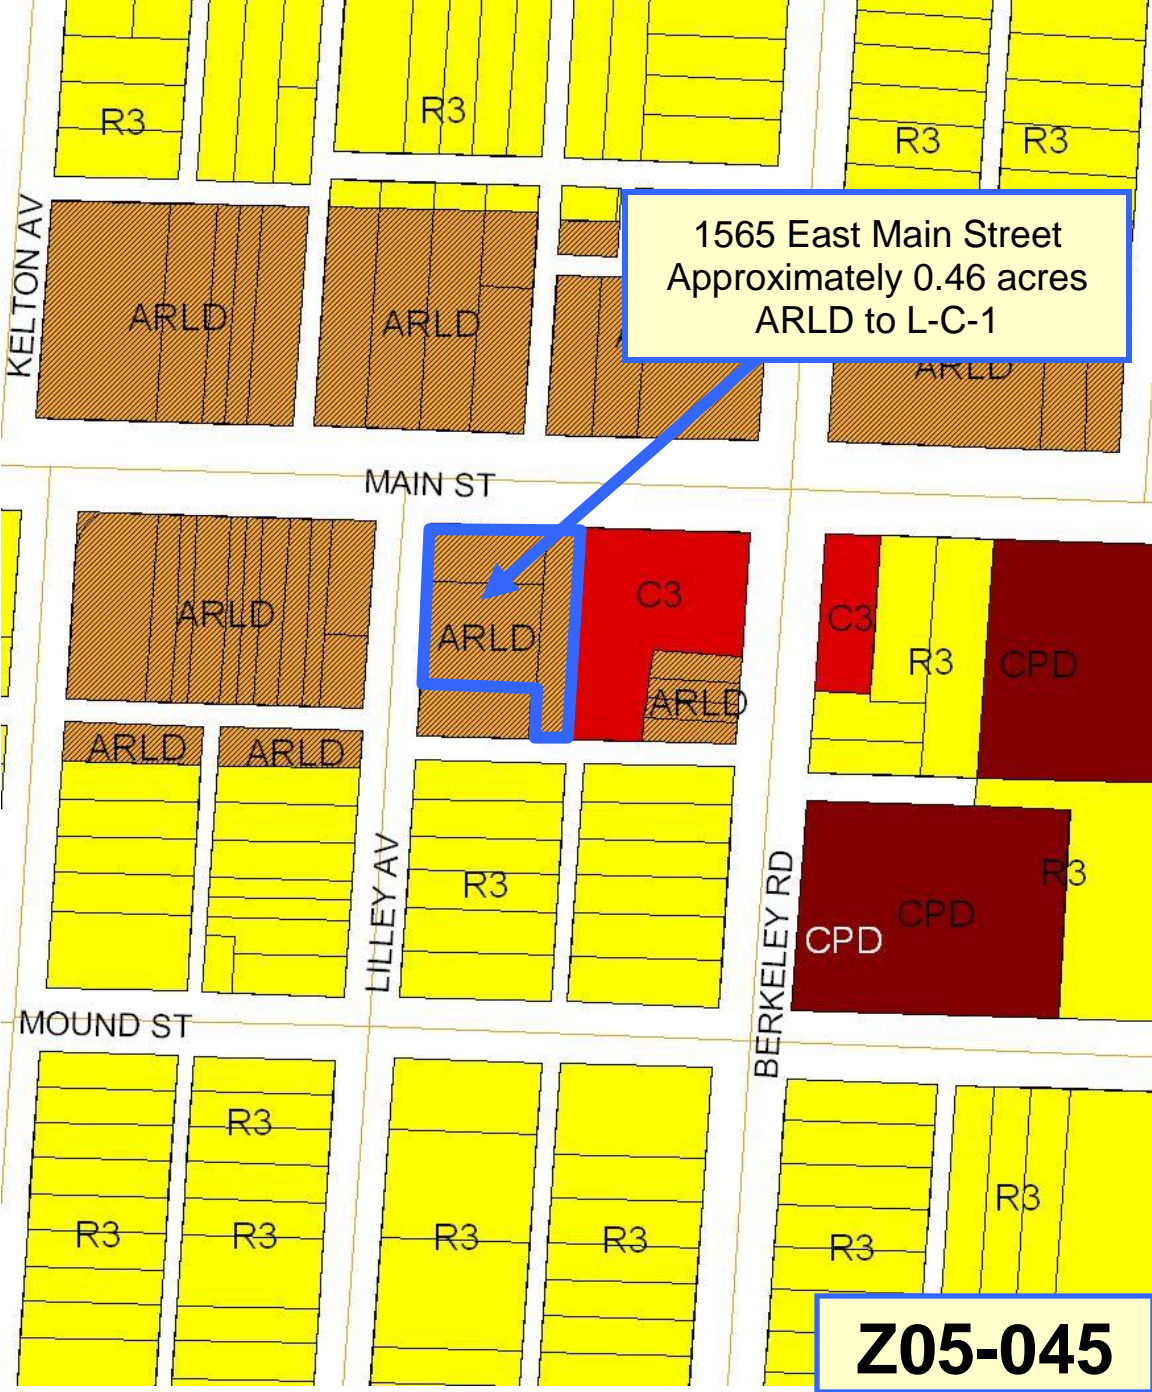 R3
R3
R3
R3
KELTON AV
1565 East Main Street
Approximately 0.46 acres
ARLD to L-C-1
ARLD
ARLD
ARLD
MAIN ST
ARLD
ARLD
C3
ARLD
C3
R3
CPD
ARLD
ARLD
LILLEY AV
R3
BERKELEY RD
R3
CPD
CPD
MOUND ST
R3
R3
R3
R3
R3
R3
R3
Z05-045